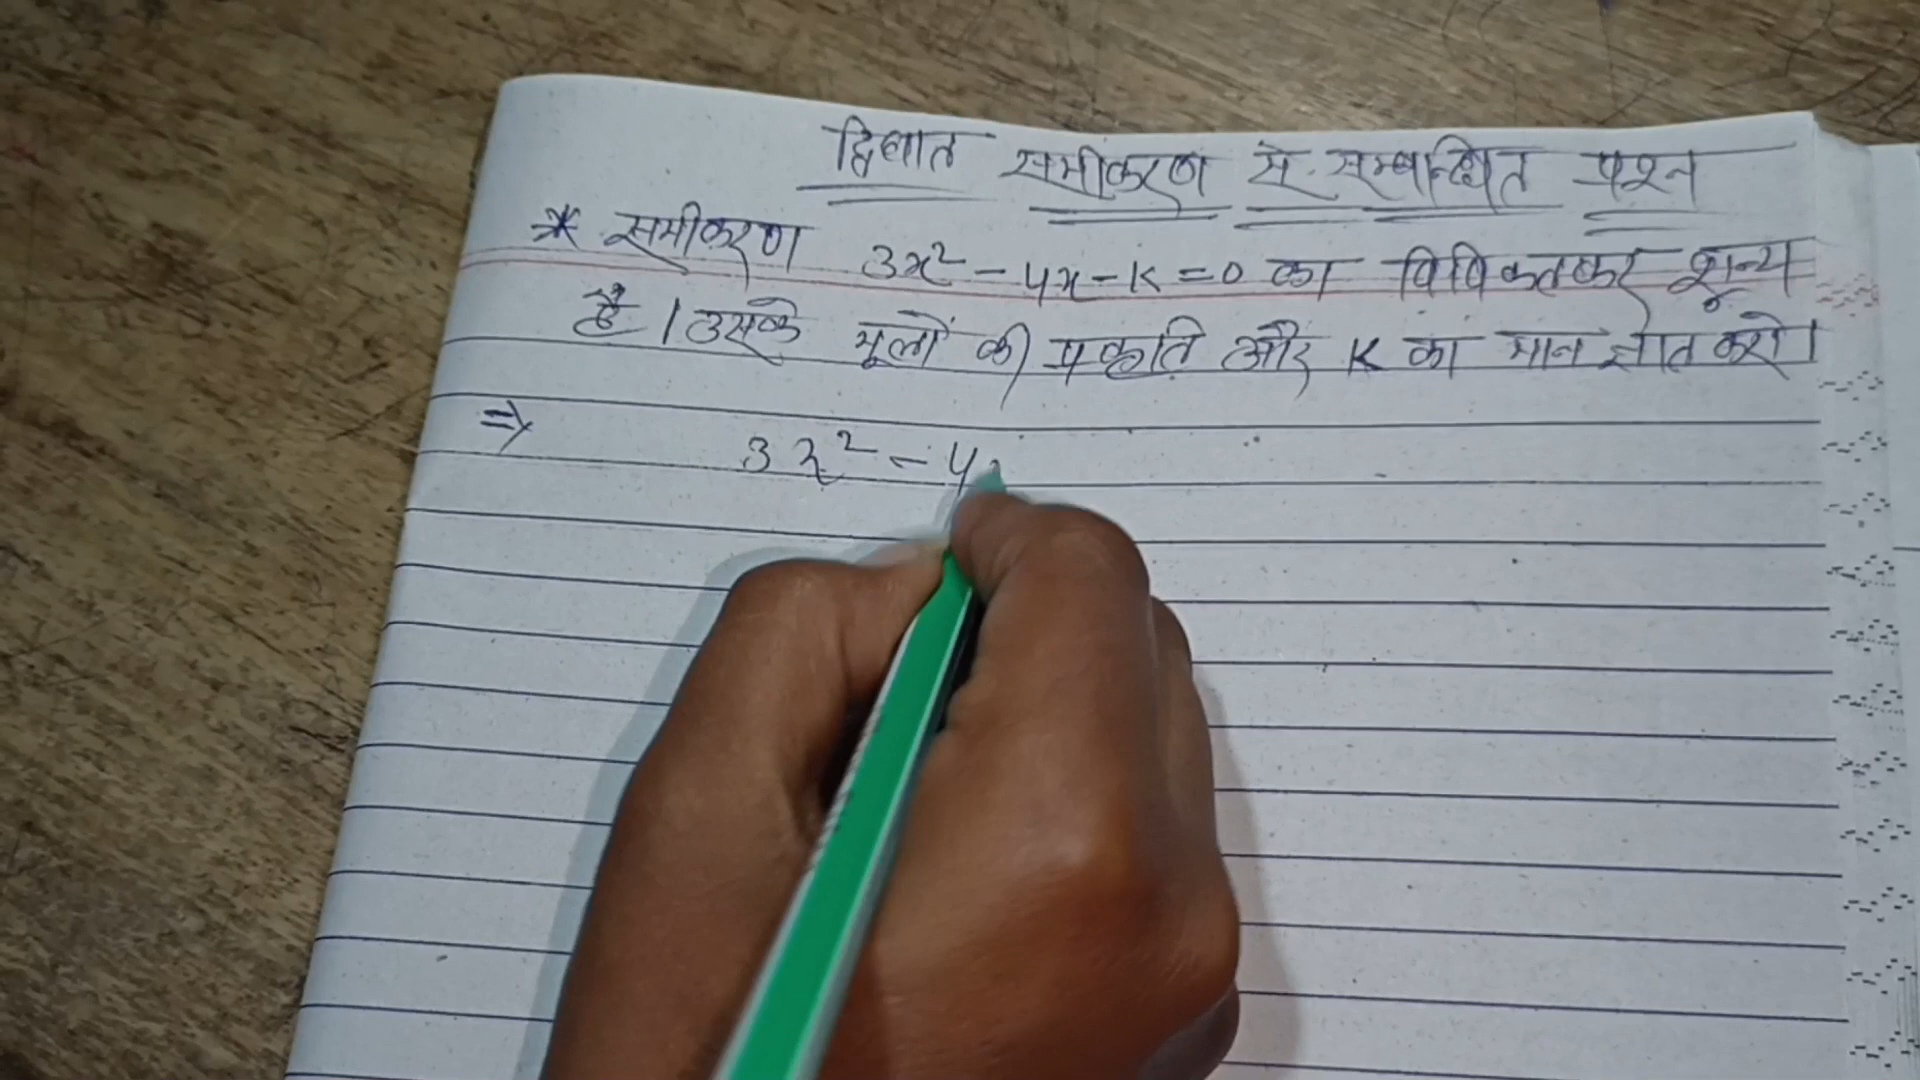 द्विघात समीकरण से सम्बन्धित प्रश्न
* समीकरण 3x² - 4x - K = 0 का विविक्तकर शून्य
है। उसके मूलों की प्रकृति और K का मान ज्ञात करो।
⇒ 3x² - 4